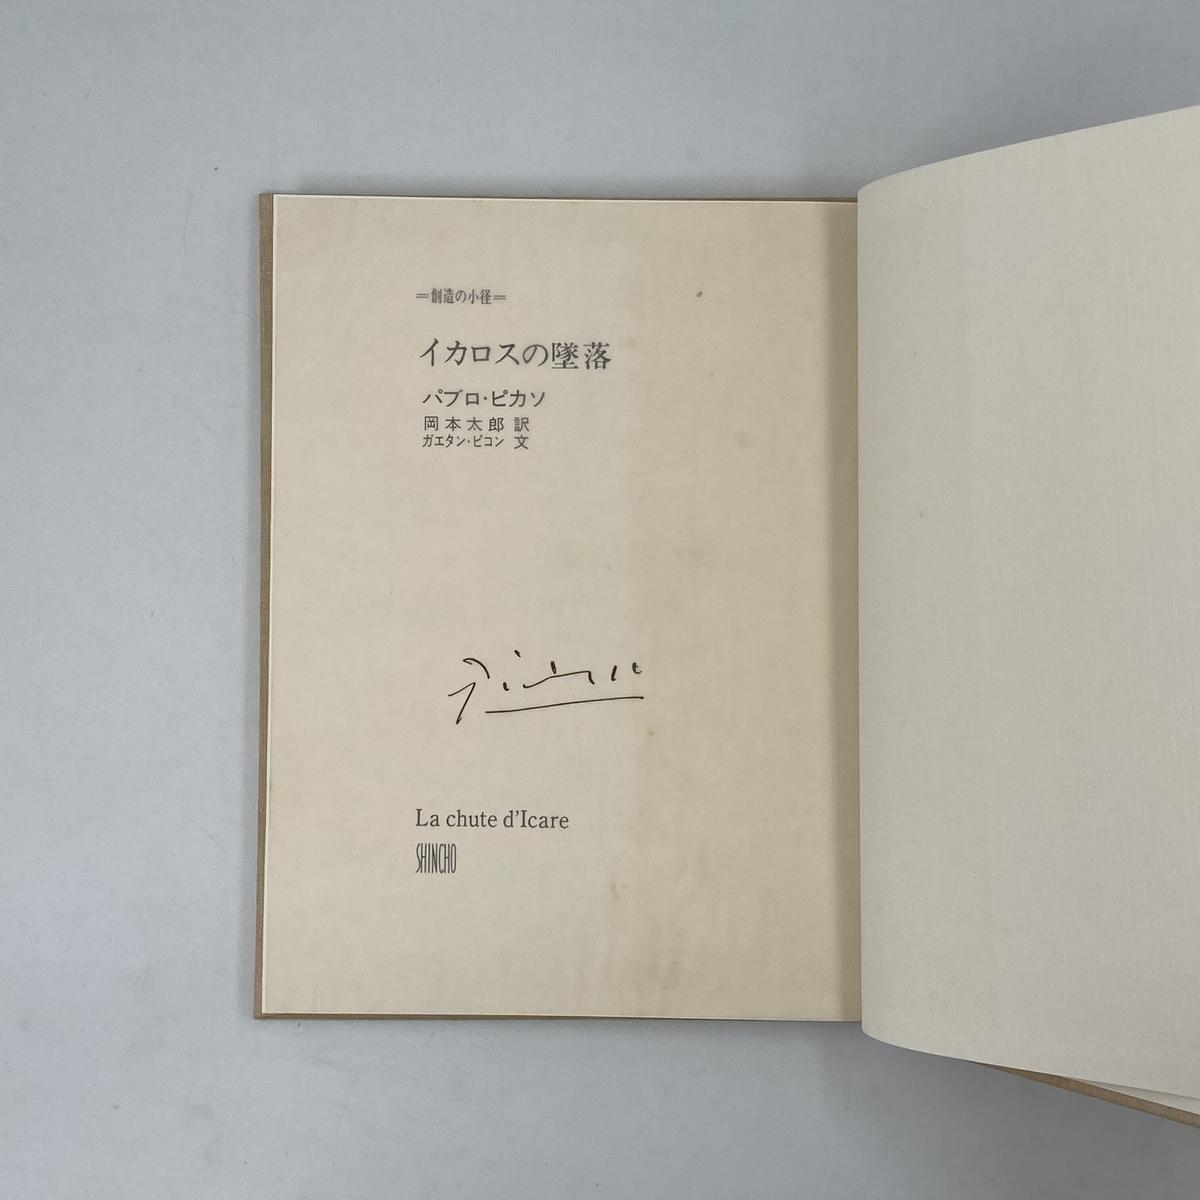 =創造の小径=
イカロスの墜落
パブロ・ピカソ
岡本太郎 訳
ガエタン・ピコン 文
Picasso
La chute d'Icare
SHINCHO